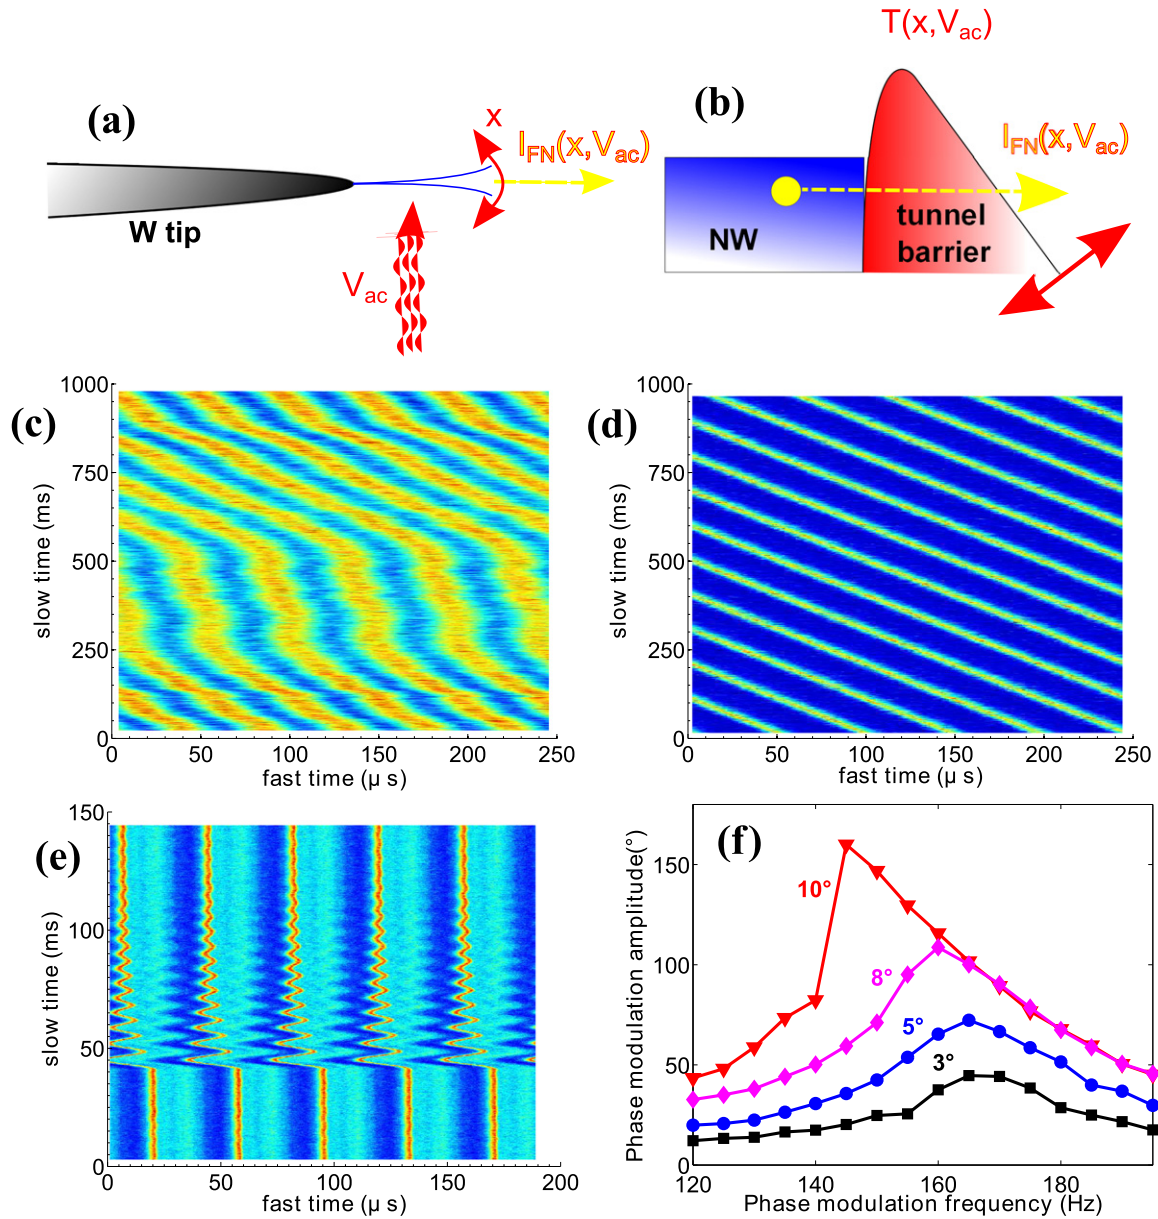 (a)
W tip
x
I_FN(x,V_ac)
V_ac
(b)
T(x,V_ac)
I_FN(x,V_ac)
NW
tunnel
barrier
(c)
1000
750
500
250
0
slow time (ms)
0 50 100 150 200 250
fast time (μ s)
(d)
1000
750
500
250
0
slow time (ms)
0 50 100 150 200 250
fast time (μ s)
(e)
150
100
50
0
slow time (ms)
0 50 100 150 200
fast time (μ s)
(f)
150
100
50
0
Phase modulation amplitude(°)
10°
8°
5°
3°
120 140 160 180
Phase modulation frequency (Hz)